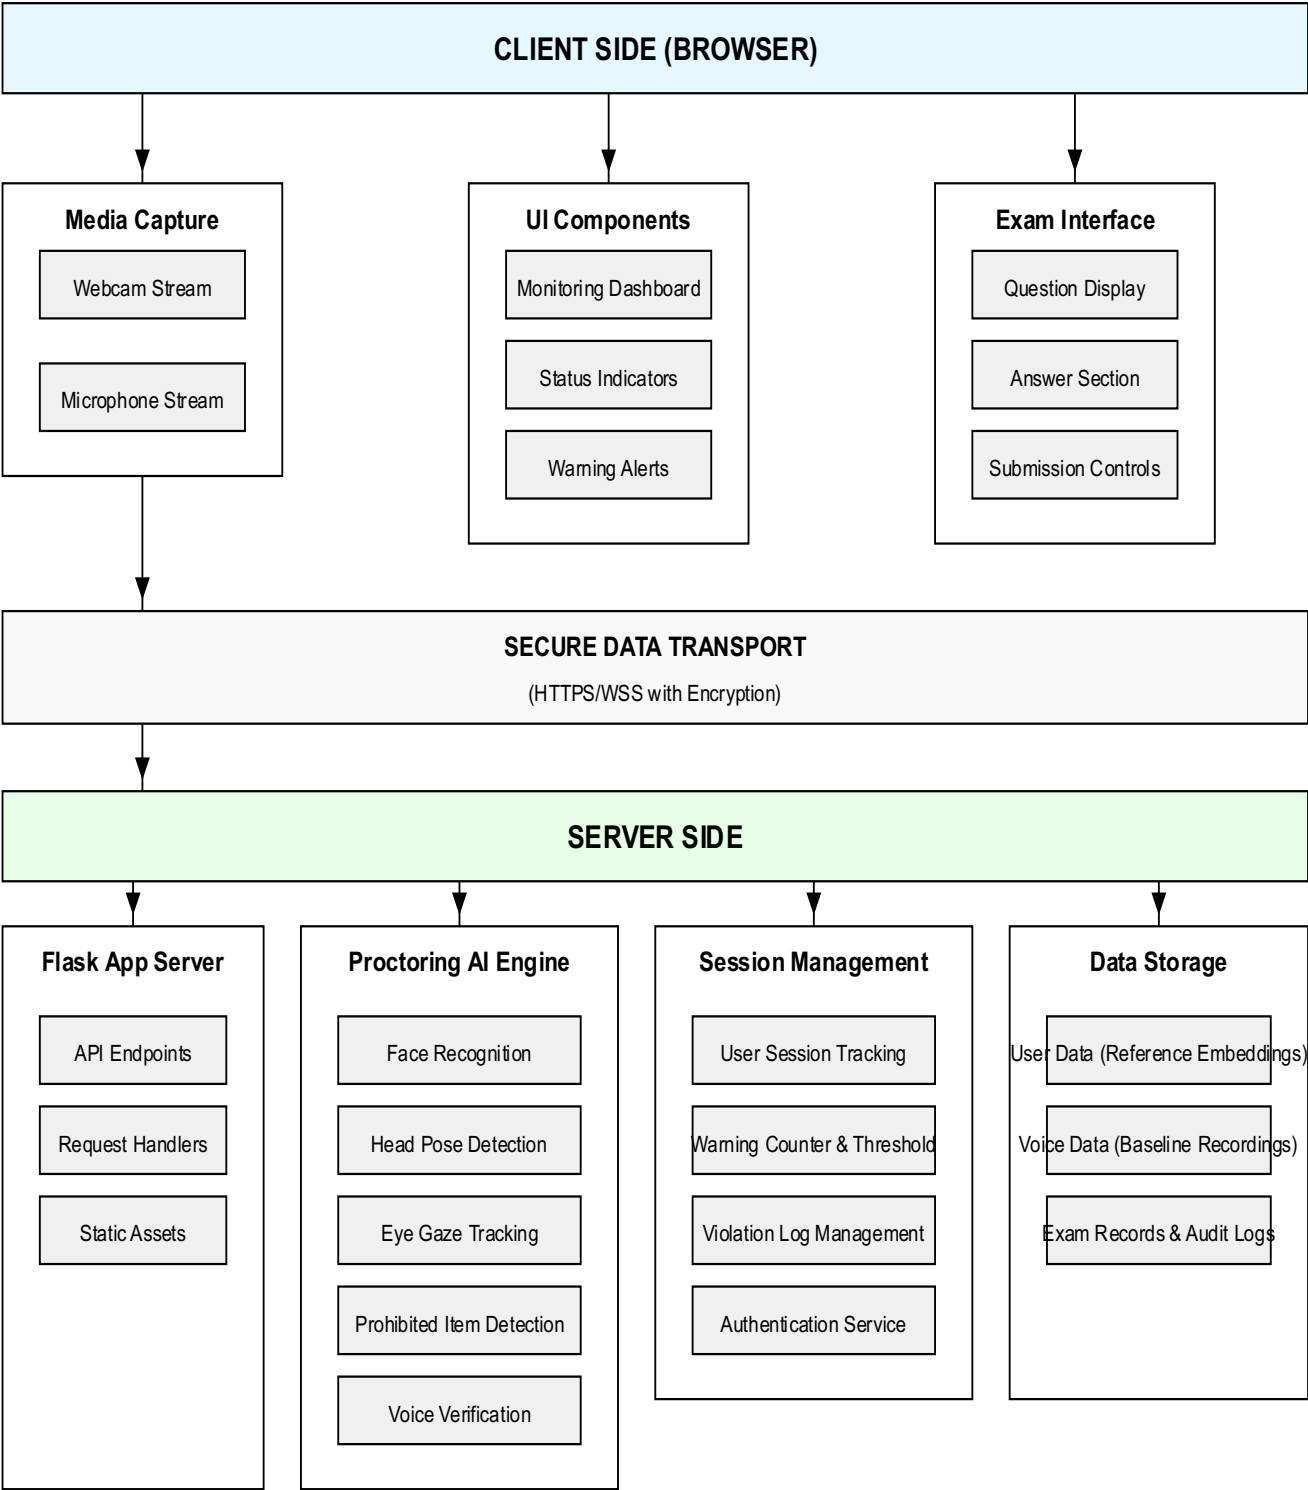 CLIENT SIDE (BROWSER)
Media Capture
Webcam Stream
Microphone Stream
UI Components
Monitoring Dashboard
Status Indicators
Warning Alerts
Exam Interface
Question Display
Answer Section
Submission Controls
SECURE DATA TRANSPORT
(HTTPS/WSS with Encryption)
SERVER SIDE
Flask App Server
API Endpoints
Request Handlers
Static Assets
Proctoring AI Engine
Face Recognition
Head Pose Detection
Eye Gaze Tracking
Prohibited Item Detection
Voice Verification
Session Management
User Session Tracking
Warning Counter & Threshold
Violation Log Management
Authentication Service
Data Storage
User Data (Reference Embeddings)
Voice Data (Baseline Recordings)
Exam Records & Audit Logs